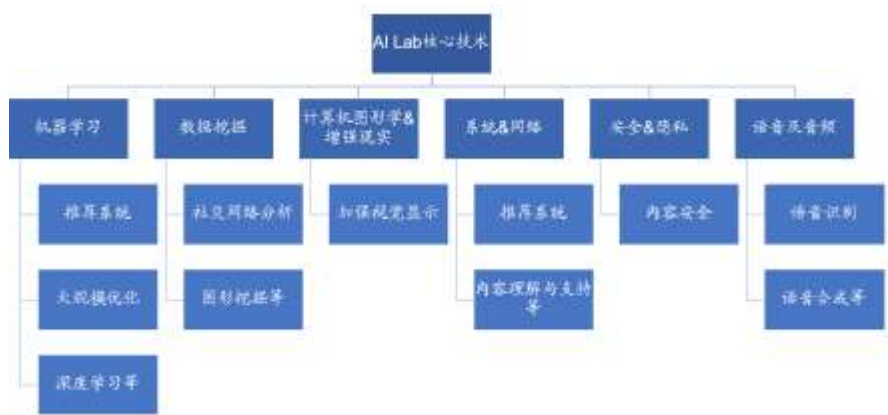 AI Lab核心技术
机器学习
数据挖掘
计算机图形学&
增强现实
系统&网络
安全&隐私
语音及音频
推荐系统
社交网络分析
加强视觉显示
推荐系统
内容安全
语音识别
大规模优化
图形挖掘等
内容理解与支持
等
语音合成等
深度学习等